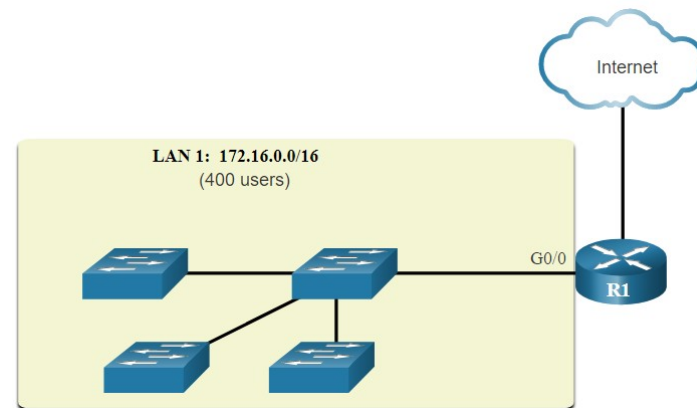 Internet
LAN 1: 172.16.0.0/16
(400 users)
G0/0
R1